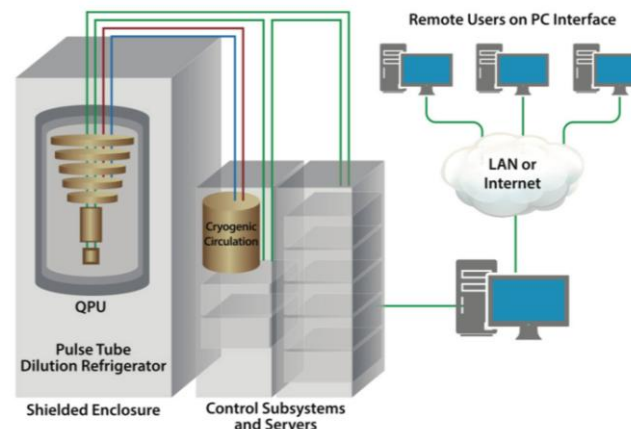 Remote Users on PC Interface
LAN or
Internet
Cryogenic
Circulation
QPU
Pulse Tube
Dilution Refrigerator
Shielded Enclosure
Control Subsystems
and Servers